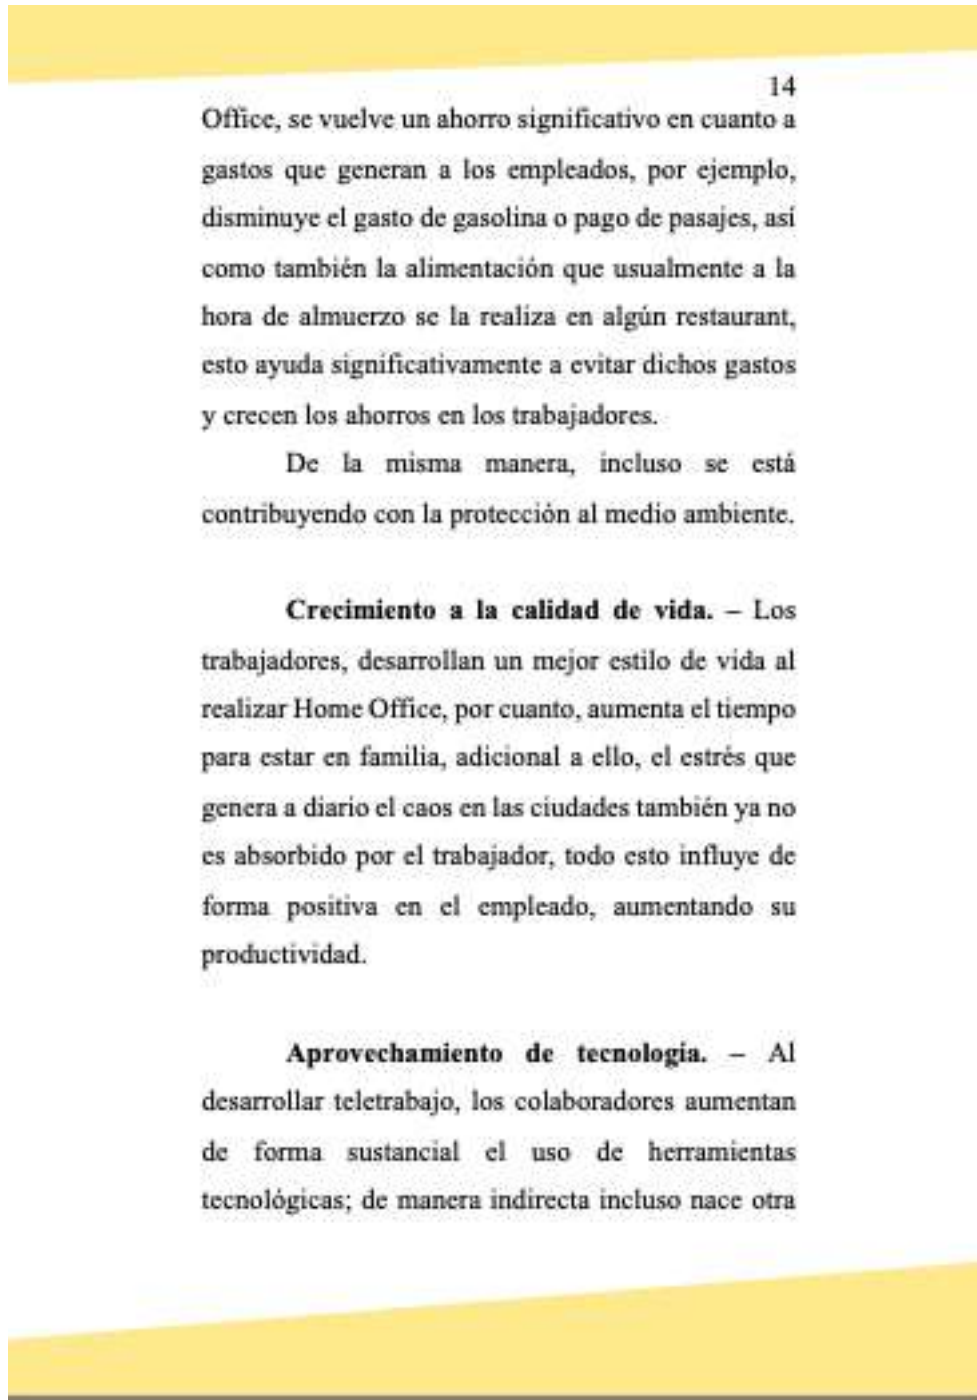 14
Office, se vuelve un ahorro significativo en cuanto a
gastos que generan a los empleados, por ejemplo,
disminuye el gasto de gasolina o pago de pasajes, así
como también la alimentación que usualmente a la
hora de almuerzo se la realiza en algún restaurant,
esto ayuda significativamente a evitar dichos gastos
y crecen los ahorros en los trabajadores.
De la misma manera, incluso se está
contribuyendo con la protección al medio ambiente.
Crecimiento a la calidad de vida. – Los
trabajadores, desarrollan un mejor estilo de vida al
realizar Home Office, por cuanto, aumenta el tiempo
para estar en familia, adicional a ello, el estrés que
genera a diario el caos en las ciudades también ya no
es absorbido por el trabajador, todo esto influye de
forma positiva en el empleado, aumentando su
productividad.
Aprovechamiento de tecnología. – Al
desarrollar teletrabajo, los colaboradores aumentan
de forma sustancial el uso de herramientas
tecnológicas; de manera indirecta incluso nace otra